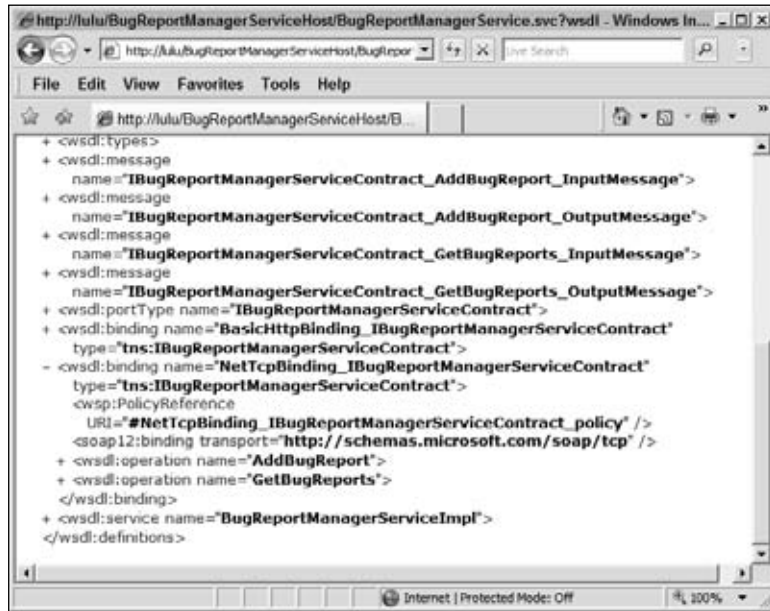 http://lulu/BugReportManagerServiceHost/BugReportManagerService.svc?wsdl - Windows In...
http://lulu/BugReportManagerServiceHost/BugRepor
Live Search
File Edit View Favorites Tools Help
http://lulu/BugReportManagerServiceHost/B...
+ <wsdl:types>
+ <wsdl:message
name="IBugReportManagerServiceContract_AddBugReport_InputMessage">
+ <wsdl:message
name="IBugReportManagerServiceContract_AddBugReport_OutputMessage">
+ <wsdl:message
name="IBugReportManagerServiceContract_GetBugReports_InputMessage">
+ <wsdl:message
name="IBugReportManagerServiceContract_GetBugReports_OutputMessage">
+ <wsdl:portType name="IBugReportManagerServiceContract">
+ <wsdl:binding name="BasicHttpBinding_IBugReportManagerServiceContract"
type="tns:IBugReportManagerServiceContract">
- <wsdl:binding name="NetTcpBinding_IBugReportManagerServiceContract"
type="tns:IBugReportManagerServiceContract">
<wsp:PolicyReference
URI="#NetTcpBinding_IBugReportManagerServiceContract_policy" />
<soap12:binding transport="http://schemas.microsoft.com/soap/tcp" />
+ <wsdl:operation name="AddBugReport">
+ <wsdl:operation name="GetBugReports">
</wsdl:binding>
+ <wsdl:service name="BugReportManagerServiceImpl">
</wsdl:definitions>
Internet | Protected Mode: Off
100%